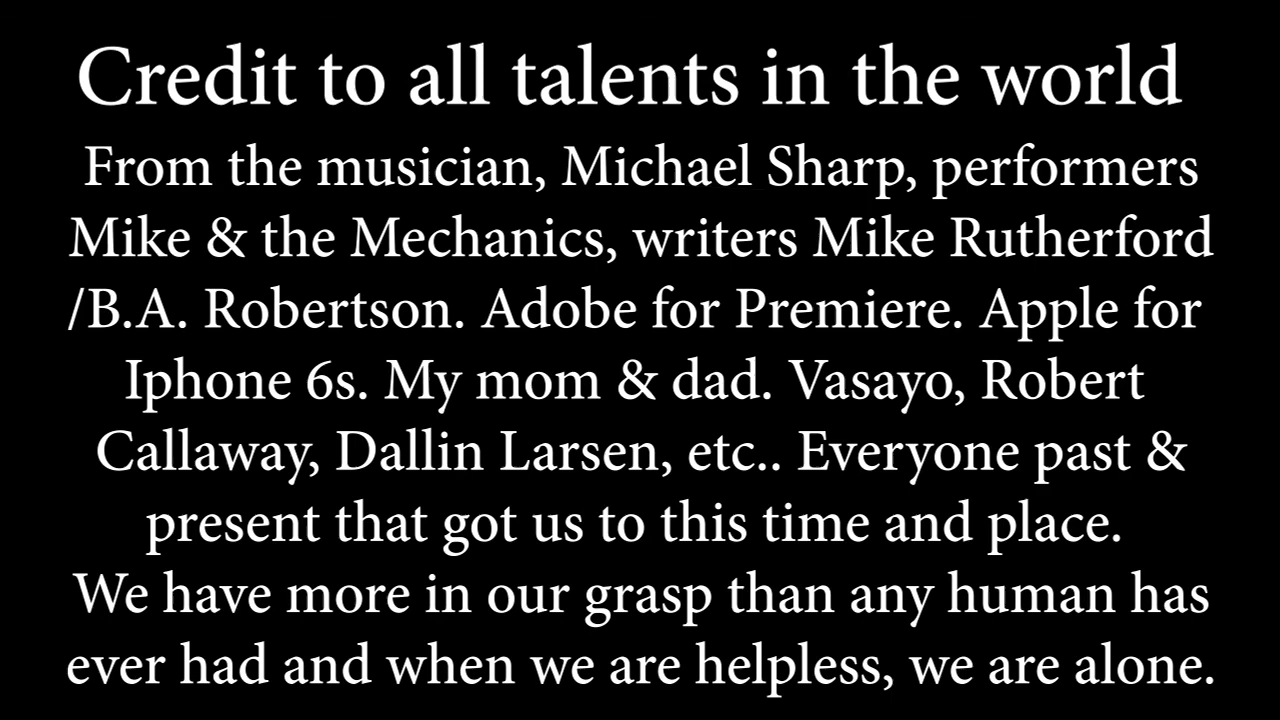 Credit to all talents in the world
From the musician, Michael Sharp, performers
Mike & the Mechanics, writers Mike Rutherford
/B.A. Robertson. Adobe for Premiere. Apple for
Iphone 6s. My mom & dad. Vasayo, Robert
Callaway, Dallin Larsen, etc.. Everyone past &
present that got us to this time and place.
We have more in our grasp than any human has
ever had and when we are helpless, we are alone.